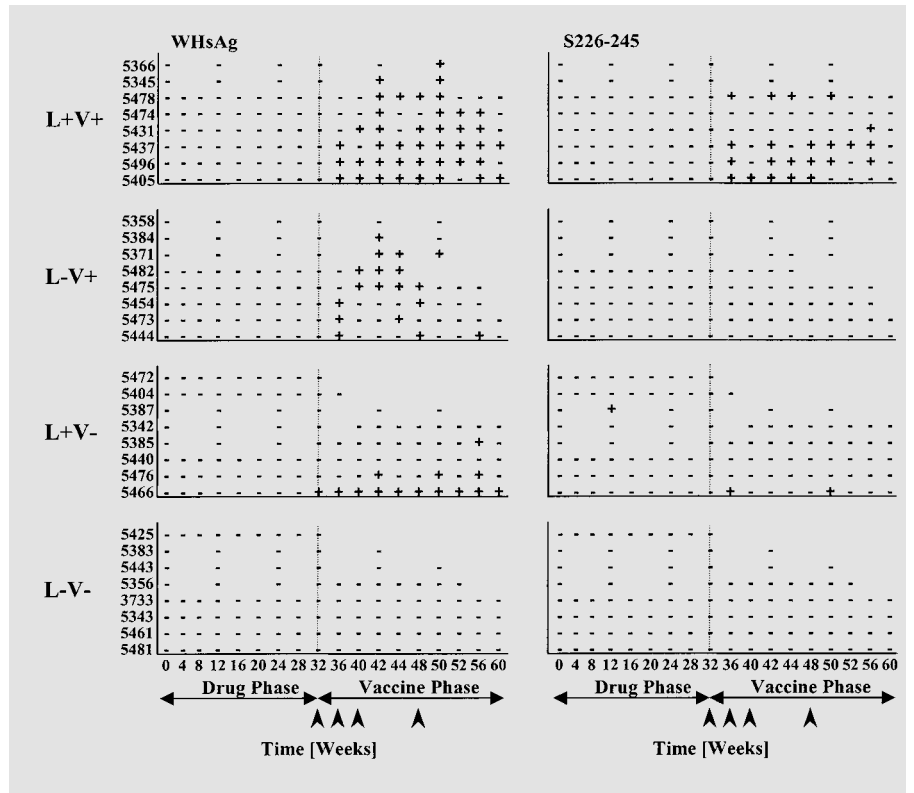 WHsAg
S226-245
5366
5345
5478
5474
5431
5437
5496
5405
L+V+
5358
5384
5371
5482
5475
5454
5473
5444
L-V+
5472
5404
5387
5342
5385
5440
5476
5466
L+V-
5425
5383
5443
5356
3733
5343
5461
5481
L-V-
0 4 8 12 16 20 24 28 32 36 40 42 44 48 50 52 56 60
0 4 8 12 16 20 24 28 32 36 40 42 44 48 50 52 56 60
Drug Phase
Vaccine Phase
Drug Phase
Vaccine Phase
Time [Weeks]
Time [Weeks]